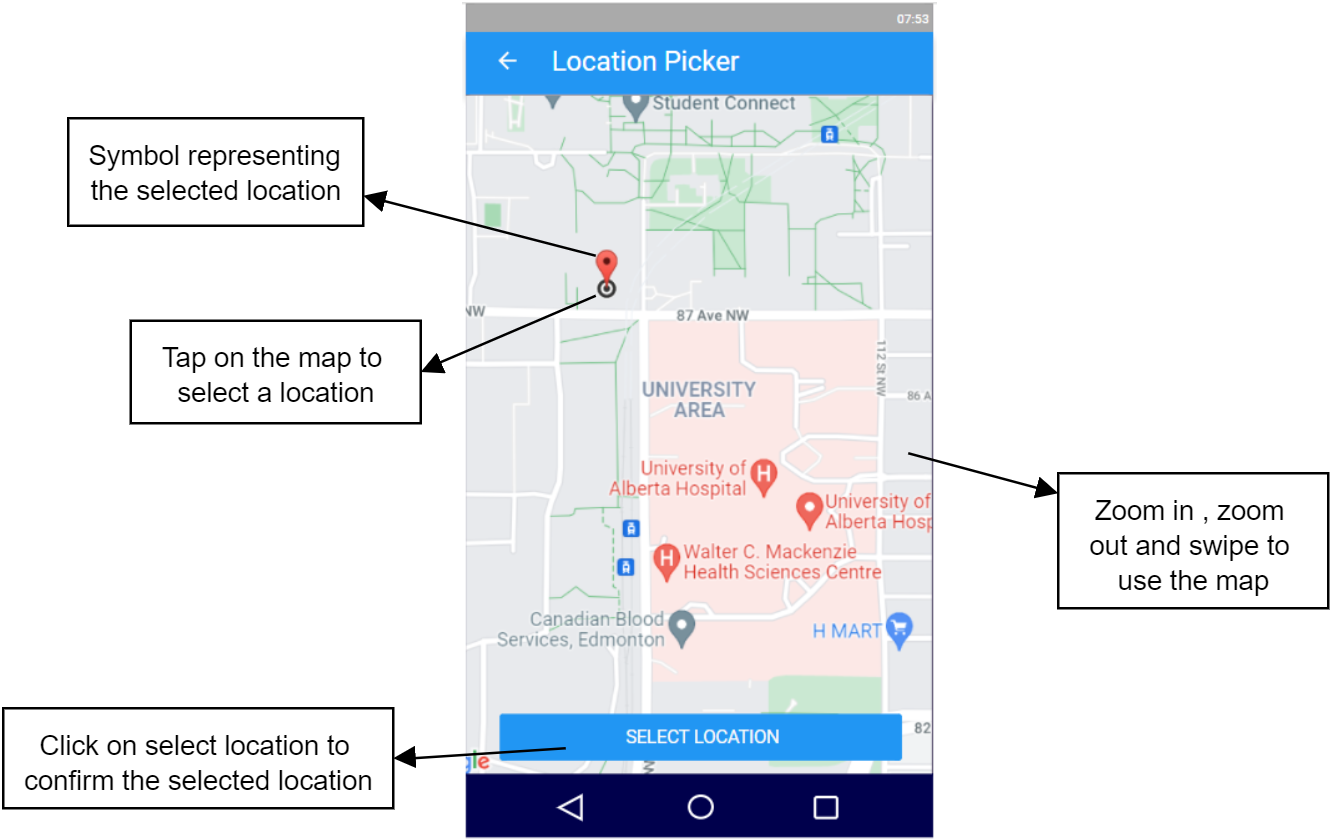 07:53
Location Picker
Student Connect
Symbol representing
the selected location
NW
87 Ave NW
Tap on the map to
select a location
112 St NW
UNIVERSITY
AREA
86 A
University of
Alberta Hospital
University of
Alberta Hosp
Zoom in , zoom
out and swipe to
use the map
Walter C. Mackenzie
Health Sciences Centre
Canadian Blood
Services, Edmonton
H MART
82
SELECT LOCATION
Click on select location to
confirm the selected location
gle
NW